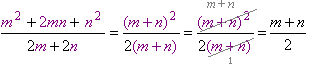 m² + 2mn + n² / 2m + 2n = (m + n)² / 2(m + n) = m + n (m + n)² / 2(m + n) 1 = m + n / 2